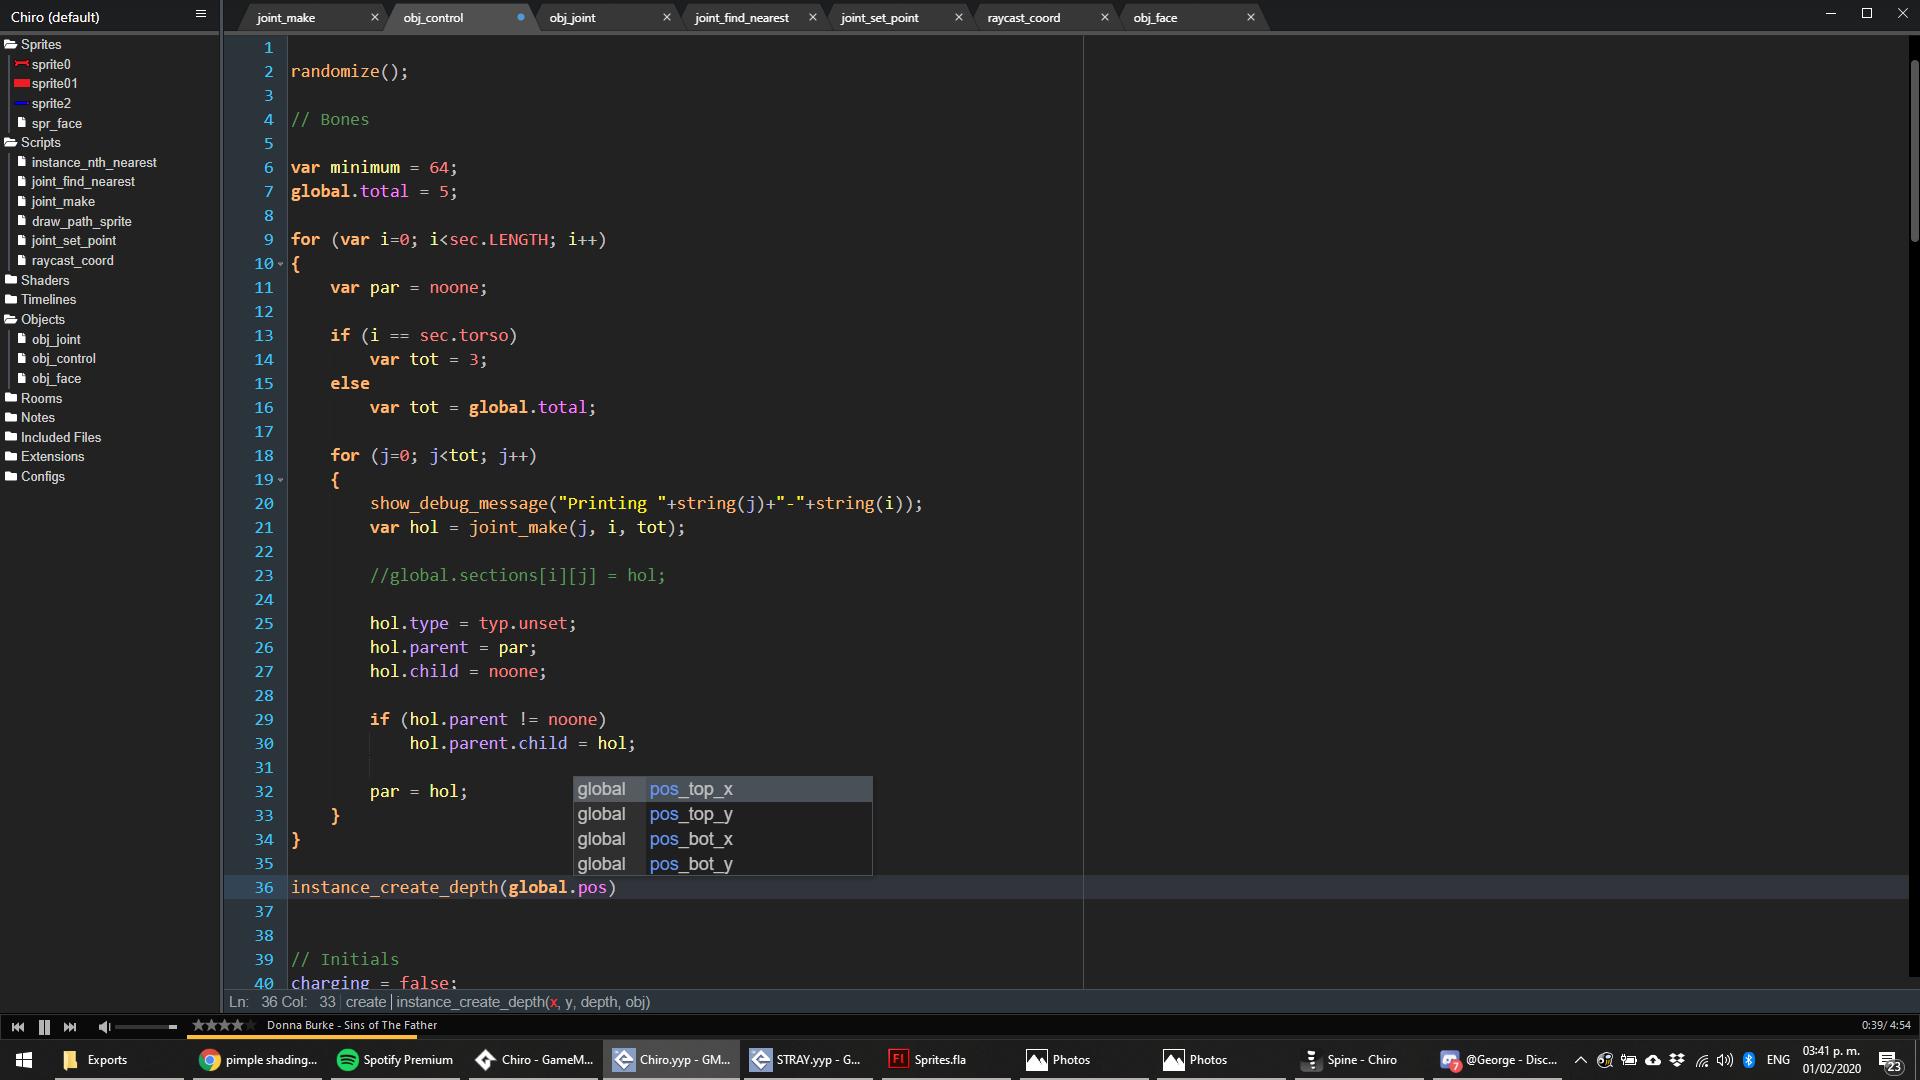 Chiro (default)
joint_make
obj_control
obj_joint
joint_find_nearest
joint_set_point
raycast_coord
obj_face
Sprites
sprite0
sprite01
sprite2
spr_face
Scripts
instance_nth_nearest
joint_find_nearest
joint_make
draw_path_sprite
joint_set_point
raycast_coord
Shaders
Timelines
Objects
obj_joint
obj_control
obj_face
Rooms
Notes
Included Files
Extensions
Configs
1
2 randomize();
3
4 // Bones
5
6 var minimum = 64;
7 global.total = 5;
8
9 for (var i=0; i<sec.LENGTH; i++)
10 {
11 var par = noone;
12
13 if (i == sec.torso)
14 var tot = 3;
15 else
16 var tot = global.total;
17
18 for (j=0; j<tot; j++)
19 {
20 show_debug_message("Printing "+string(j)+"-"+string(i));
21 var hol = joint_make(j, i, tot);
22
23 //global.sections[i][j] = hol;
24
25 hol.type = typ.unset;
26 hol.parent = par;
27 hol.child = noone;
28
29 if (hol.parent != noone)
30 hol.parent.child = hol;
31
32 par = hol;
33 }
34 }
35
36 instance_create_depth(global.pos)
37
38
39 // Initials
40 charging = false;
global pos_top_x
global pos_top_y
global pos_bot_x
global pos_bot_y
Ln: 36 Col: 33 create instance_create_depth(x, y, depth, obj)
Donna Burke - Sins of The Father
0:39/ 4:54
Exports
pimple shading...
Spotify Premium
Chiro - GameM...
Chiro.yyp - GM...
STRAY.yyp - G...
Fl Sprites.fla
Photos
Photos
Spine - Chiro
7 @George - Disc...
ENG
03:41 p. m.
01/02/2020
23